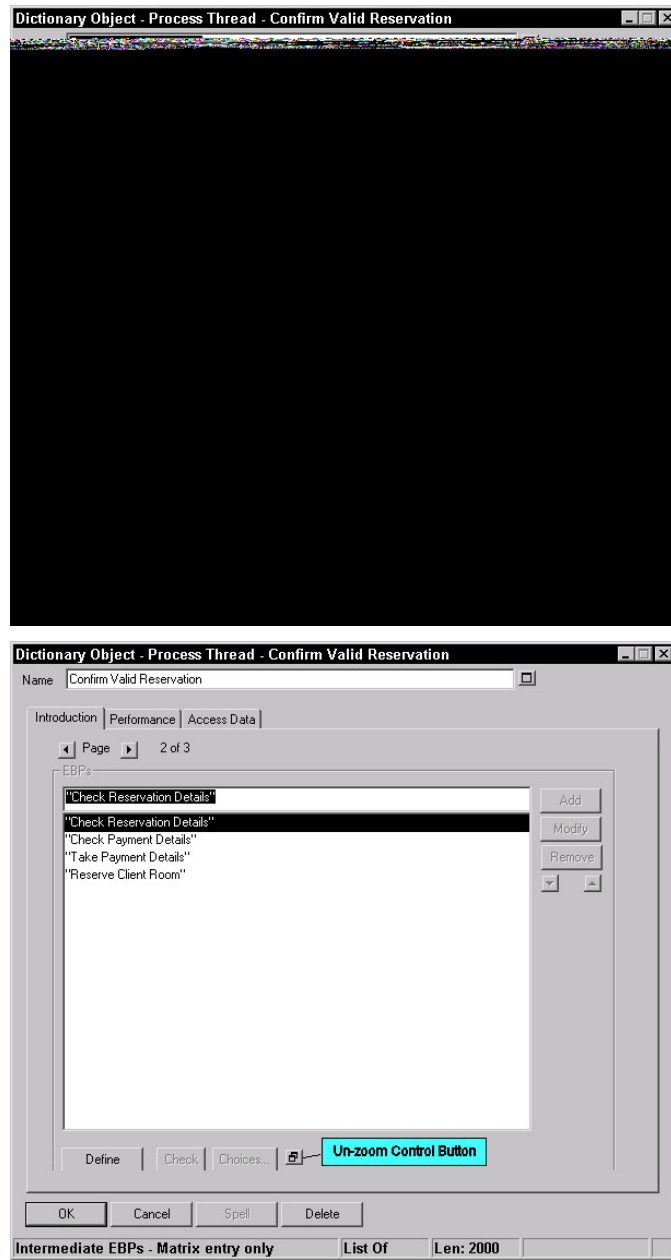 Dictionary Object - Process Thread - Confirm Valid Reservation
Dictionary Object - Process Thread - Confirm Valid Reservation
Name Confirm Valid Reservation
Introduction Performance Access Data
Page 2 of 3
EBPs
"Check Reservation Details"
Add
"Check Reservation Details"
Modify
"Check Payment Details"
"Take Payment Details"
Remove
"Reserve Client Room"
Define Check Choices... Un-zoom Control Button
OK Cancel Spell Delete
Intermediate EBPs - Matrix entry only List Of Len: 2000